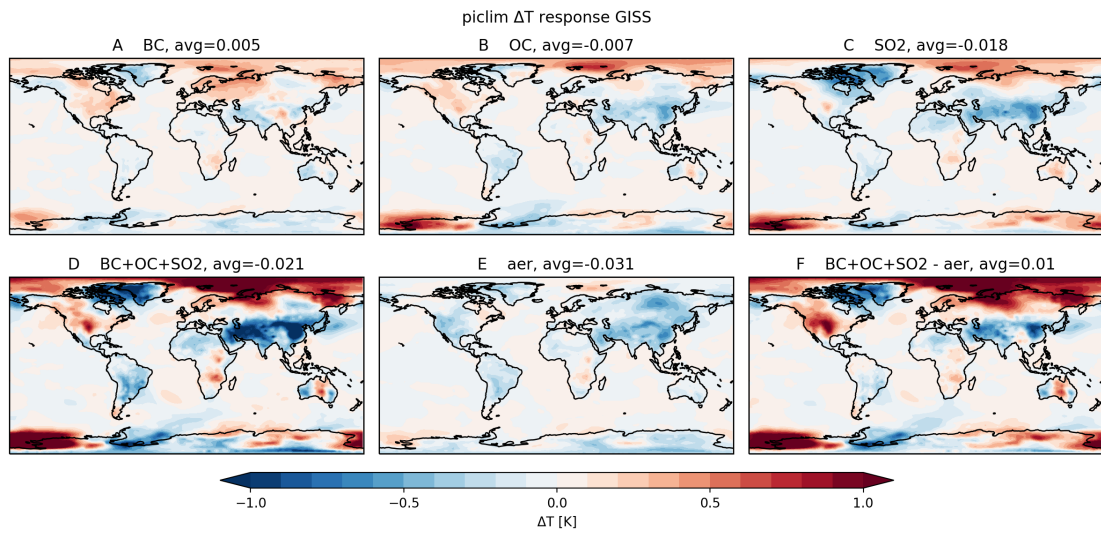 piclim ΔT response GISS
A BC, avg=0.005
B OC, avg=-0.007
C SO2, avg=-0.018
D BC+OC+SO2, avg=-0.021
E aer, avg=-0.031
F BC+OC+SO2 - aer, avg=0.01
−1.0 −0.5 0.0 0.5 1.0
ΔT [K]